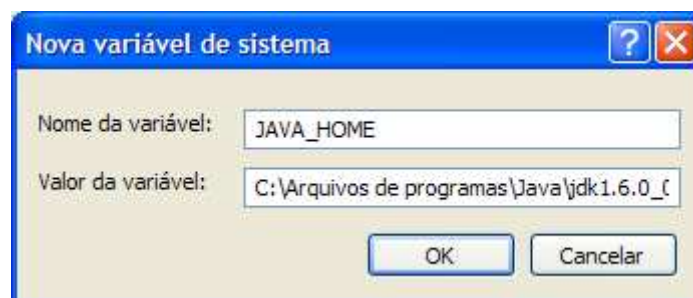 Nova variável de sistema
Nome da variável: JAVA_HOME
Valor da variável: C:\Arquivos de programas\Java\jdk1.6.0_
OK Cancelar